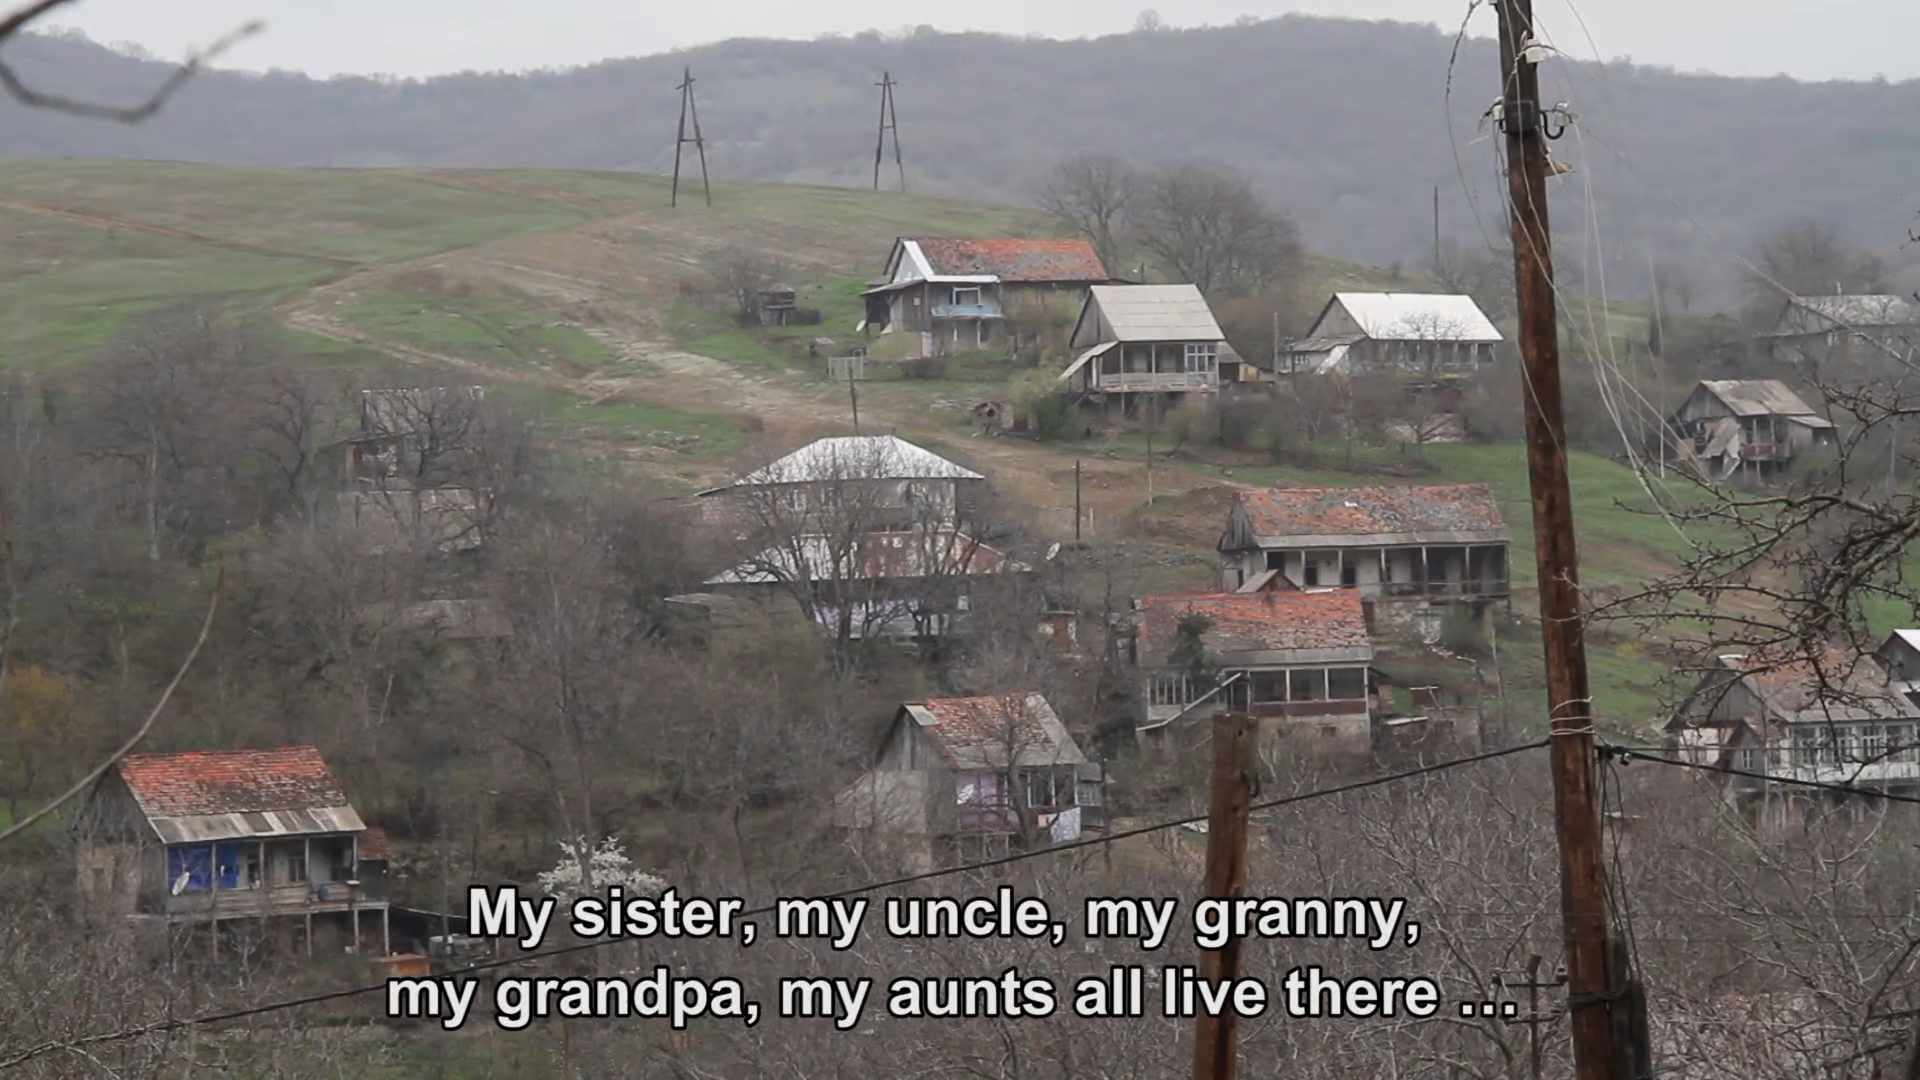 My sister, my uncle, my granny,
my grandpa, my aunts all live there ...